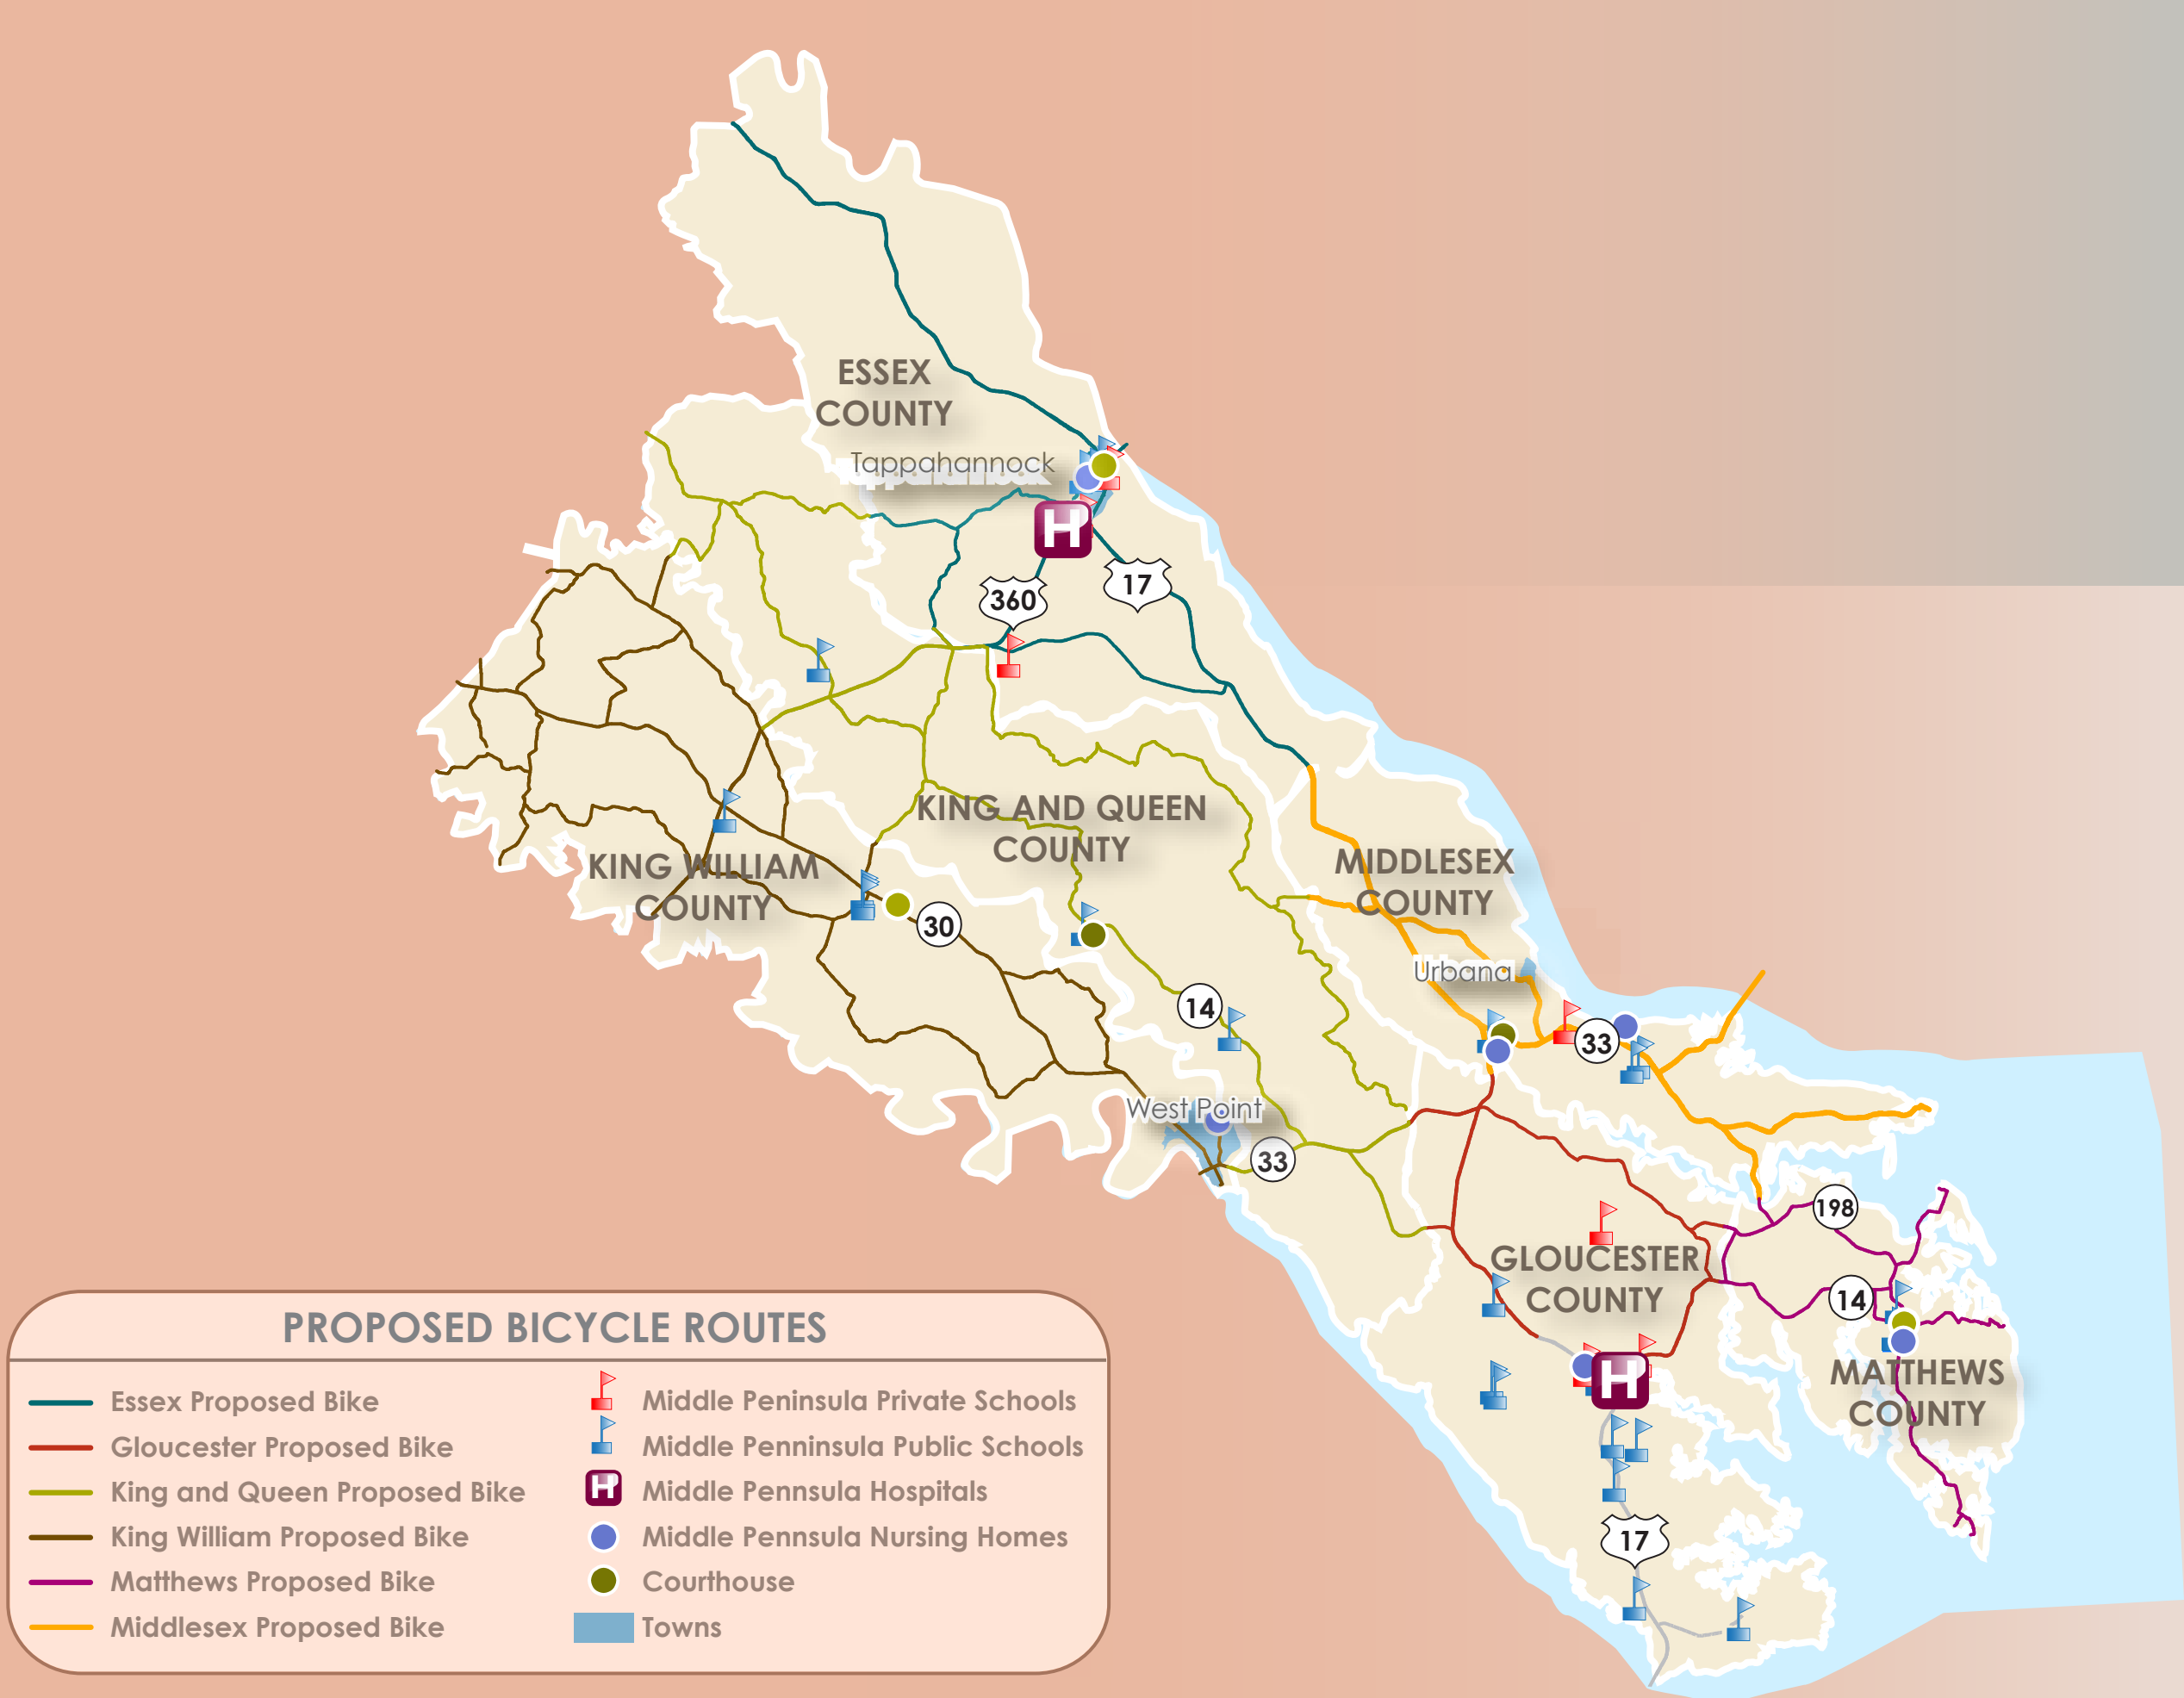 ESSEX
COUNTY
Tappahannock
H
17
360
KING AND QUEEN
COUNTY
MIDDLESEX
COUNTY
KING WILLIAM
COUNTY
30
Urbana
14
33
West Point
33
198
GLOUCESTER
COUNTY
14
MATTHEWS
COUNTY
H
17
PROPOSED BICYCLE ROUTES
Essex Proposed Bike
Gloucester Proposed Bike
King and Queen Proposed Bike
King William Proposed Bike
Matthews Proposed Bike
Middlesex Proposed Bike
Middle Peninsula Private Schools
Middle Penninsula Public Schools
H
Middle Pennsula Hospitals
Middle Pennsula Nursing Homes
Courthouse
Towns